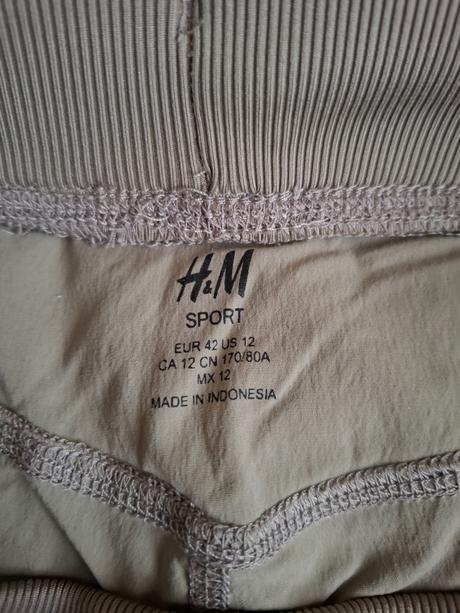 H&M
SPORT
EUR 42 US 12
CA 12 CN 170/80A
MX 12
MADE IN INDONESIA